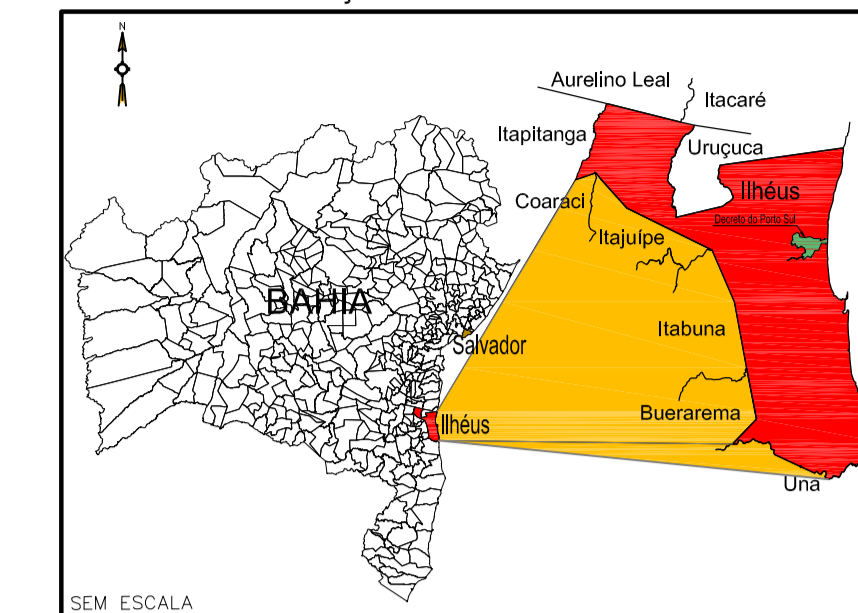 N
Aurelino Leal
Itacaré
Itapitanga
Uruçuca
Ilhéus
Coaraci
Decreto do Porto Sul
Itajuípe
BAHIA
Itabuna
Salvador
Buerarema
Ilhéus
Una
SEM ESCALA